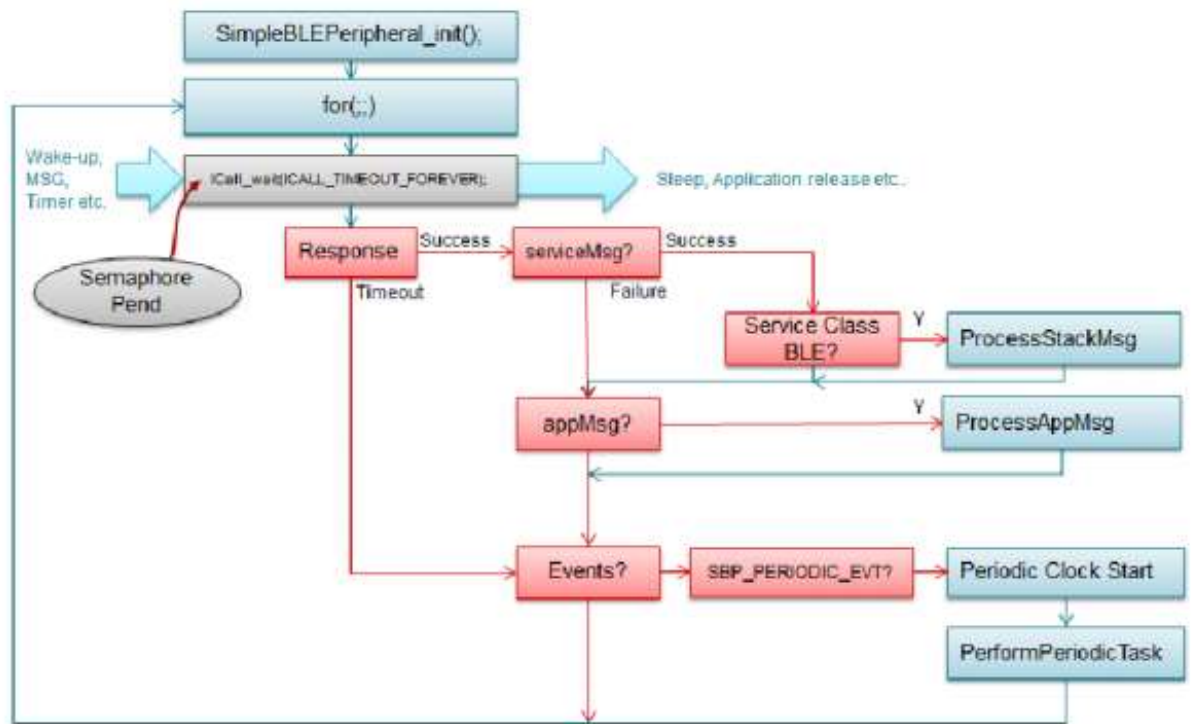 SimpleBLEPeripheral_init();
for(;;)
Wake-up,
MSG,
Timer etc.
ICall_wait(ICALL_TIMEOUT_FOREVER);
Sleep, Application release etc..
Response
Success
serviceMsg?
Success
Semaphore
Pend
Timeout
Failure
Service Class
BLE?
Y
ProcessStackMsg
appMsg?
Y
ProcessAppMsg
Events?
SBP_PERIODIC_EVT?
Periodic Clock Start
PerformPeriodicTask